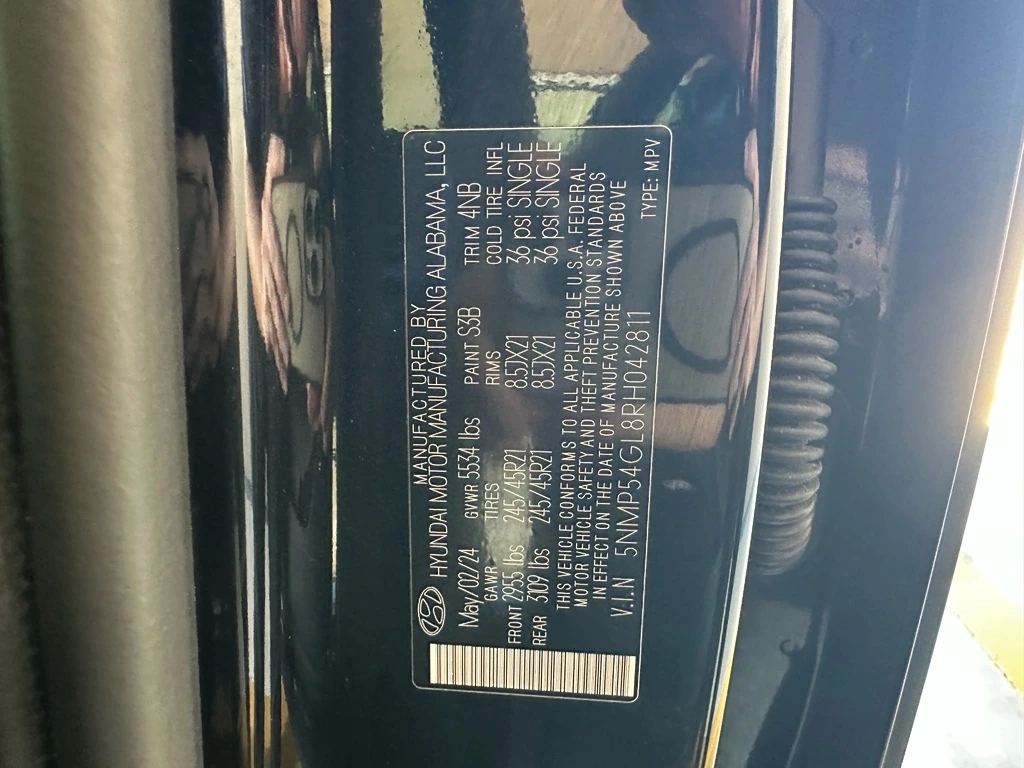 MANUFACTURED BY
HYUNDAI MOTOR MANUFACTURING ALABAMA, LLC
May/02/24 GVWR 5534 lbs PAINT S3B TRIM 4NB
GAWR TIRES RIMS COLD TIRE INFL
FRONT 2955 lbs 245/45R21 8.5JX21 36 psi SINGLE
REAR 3109 lbs 245/45R21 8.5JX21 36 psi SINGLE
THIS VEHICLE CONFORMS TO ALL APPLICABLE U.S.A. FEDERAL
MOTOR VEHICLE SAFETY AND THEFT PREVENTION STANDARDS
IN EFFECT ON THE DATE OF MANUFACTURE SHOWN ABOVE
V.I.N 5NMP54GL8RH042811 TYPE: MPV